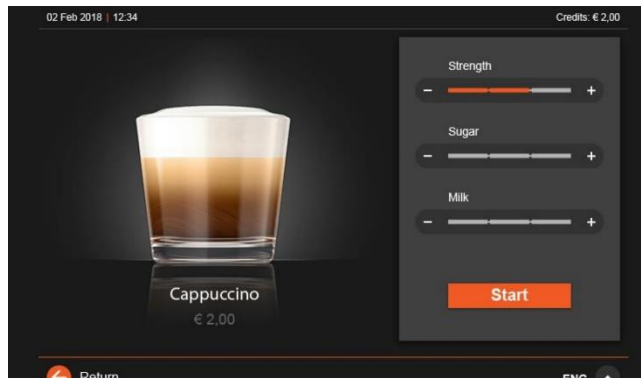 02 Feb 2018 | 12:34
Credits: € 2,00
Strength
- +
Sugar
- +
Milk
- +
Start
Cappuccino
€ 2,00
Return
ENG